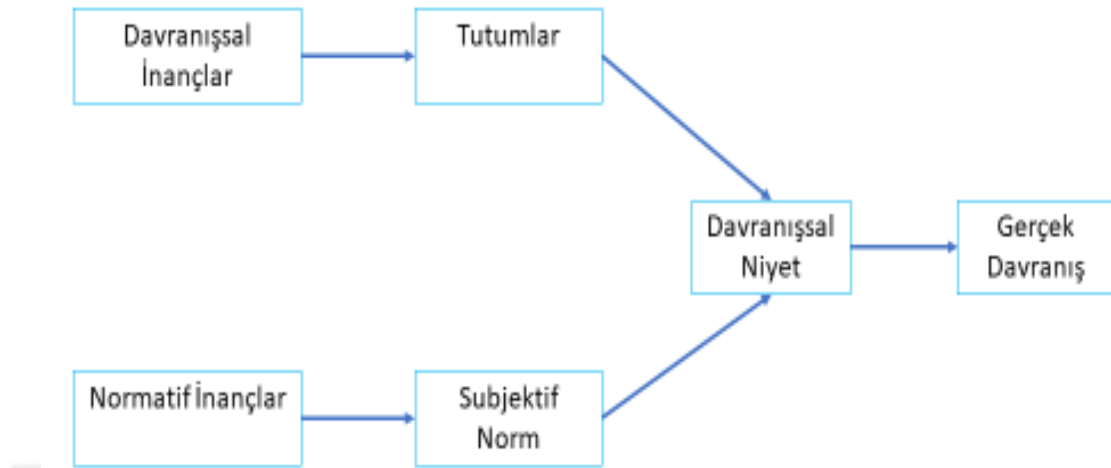 Davranışsal
İnançlar
Tutumlar
Davranışsal
Niyet
Gerçek
Davranış
Normatif İnançlar
Subjektif
Norm